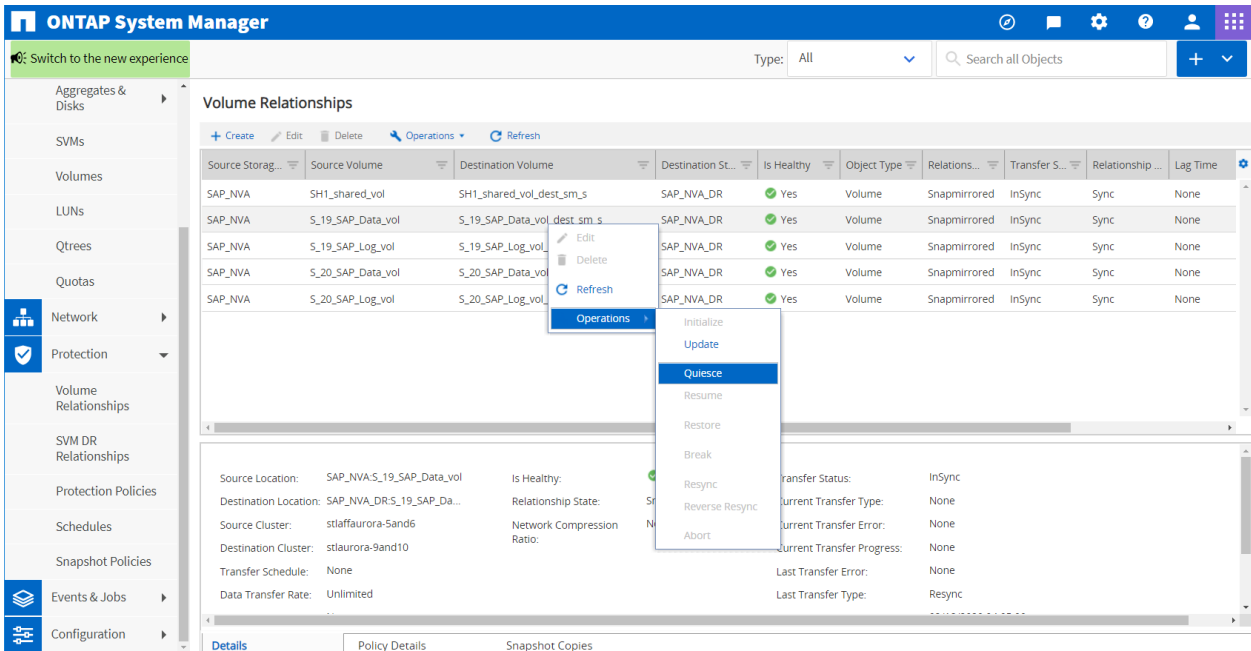 ONTAP System Manager
Switch to the new experience
Type: All
Search all Objects
Aggregates &
Disks
SVMs
Volumes
LUNs
Qtrees
Quotas
Network
Protection
Volume
Relationships
SVM DR
Relationships
Protection Policies
Schedules
Snapshot Policies
Events & Jobs
Configuration
Volume Relationships
Create Edit Delete Operations Refresh
Source Storag... Source Volume Destination Volume Destination St... Is Healthy Object Type Relations... Transfer S... Relationship ... Lag Time
SAP_NVA SH1_shared_vol SH1_shared_vol_dest_sm_s SAP_NVA_DR Yes Volume Snapmirrored InSync Sync None
SAP_NVA S_19_SAP_Data_vol S_19_SAP_Data_vol_dest_sm_s SAP_NVA_DR Yes Volume Snapmirrored InSync Sync None
SAP_NVA S_19_SAP_Log_vol S_19_SAP_Log_vol_ SAP_NVA_DR Yes Volume Snapmirrored InSync Sync None
SAP_NVA S_20_SAP_Data_vol S_20_SAP_Data_vol SAP_NVA_DR Yes Volume Snapmirrored InSync Sync None
SAP_NVA S_20_SAP_Log_vol S_20_SAP_Log_vol_ SAP_NVA_DR Yes Volume Snapmirrored InSync Sync None
Edit
Delete
Refresh
Operations
Initialize
Update
Quiesce
Resume
Restore
Break
Resync
Reverse Resync
Abort
Source Location: SAP_NVA:S_19_SAP_Data_vol
Destination Location: SAP_NVA_DR:S_19_SAP_Da...
Source Cluster: stlaffaurora-5and6
Destination Cluster: stlaurora-9and10
Transfer Schedule: None
Data Transfer Rate: Unlimited
Is Healthy:
Relationship State:
Network Compression
Ratio:
Transfer Status: InSync
Current Transfer Type: None
Current Transfer Error: None
Current Transfer Progress: None
Last Transfer Error: None
Last Transfer Type: Resync
Details Policy Details Snapshot Copies